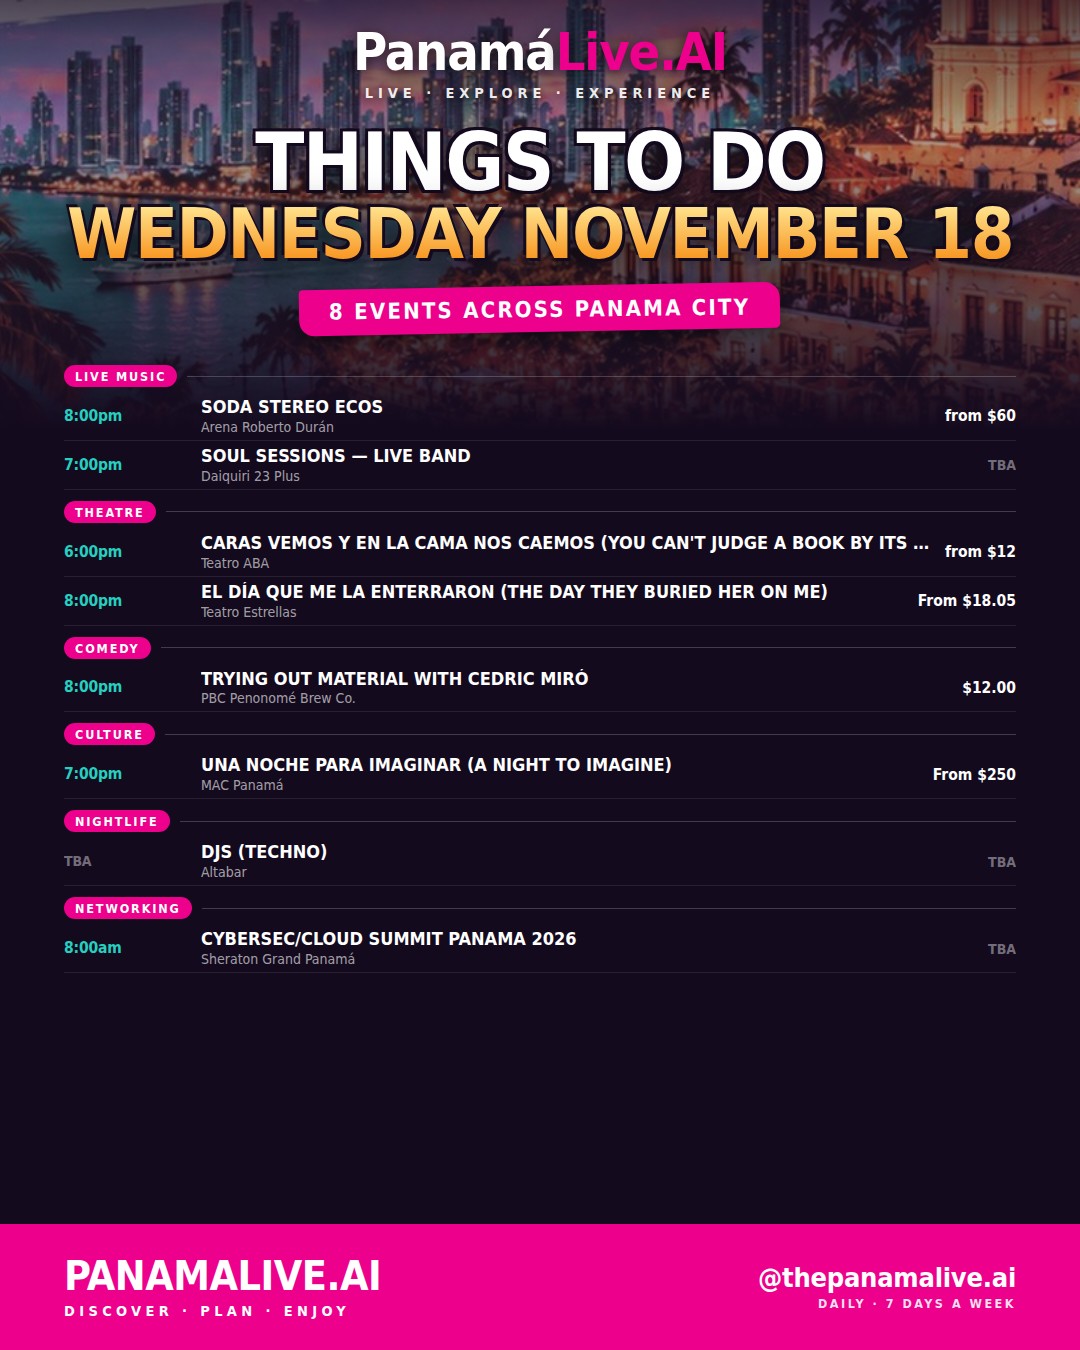 PanamáLive.AI
LIVE · EXPLORE · EXPERIENCE
THINGS TO DO
WEDNESDAY NOVEMBER 18
8 EVENTS ACROSS PANAMA CITY
LIVE MUSIC
8:00pm SODA STEREO ECOS from $60
Arena Roberto Durán
7:00pm SOUL SESSIONS — LIVE BAND TBA
Daiquiri 23 Plus
THEATRE
6:00pm CARAS VEMOS Y EN LA CAMA NOS CAEMOS (YOU CAN'T JUDGE A BOOK BY ITS ... from $12
Teatro ABA
8:00pm EL DÍA QUE ME LA ENTERRARON (THE DAY THEY BURIED HER ON ME) From $18.05
Teatro Estrellas
COMEDY
8:00pm TRYING OUT MATERIAL WITH CEDRIC MIRÓ $12.00
PBC Penonomé Brew Co.
CULTURE
7:00pm UNA NOCHE PARA IMAGINAR (A NIGHT TO IMAGINE) From $250
MAC Panamá
NIGHTLIFE
TBA DJS (TECHNO) TBA
Altabar
NETWORKING
8:00am CYBERSEC/CLOUD SUMMIT PANAMA 2026 TBA
Sheraton Grand Panamá
PANAMALIVE.AI
DISCOVER · PLAN · ENJOY
@thepanamalive.ai
DAILY · 7 DAYS A WEEK